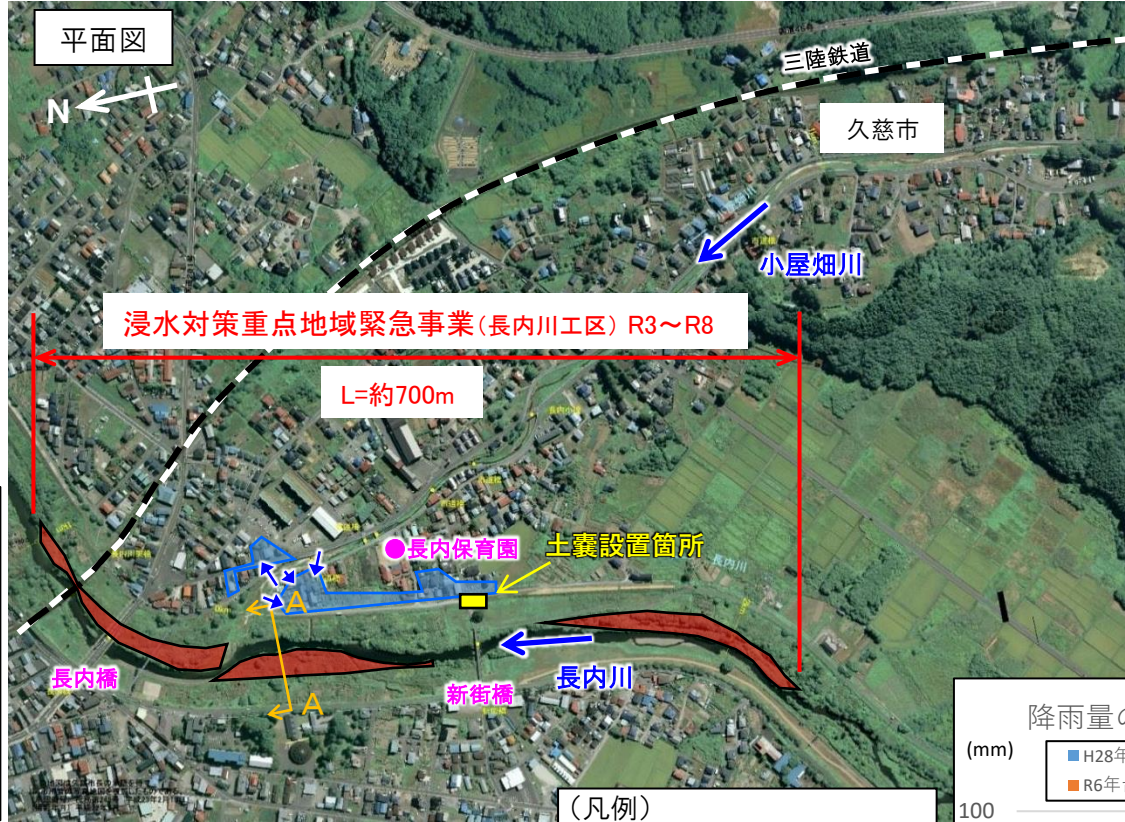 平面図
N
三陸鉄道
久慈市
小屋畑川
浸水対策重点地域緊急事業(長内川工区) R3～R8
L=約700m
長内保育園
土嚢設置箇所
長内川
A
A
長内橋
新街橋
長内川
(凡例)
降雨量の
(mm)
H28年
R6年
100